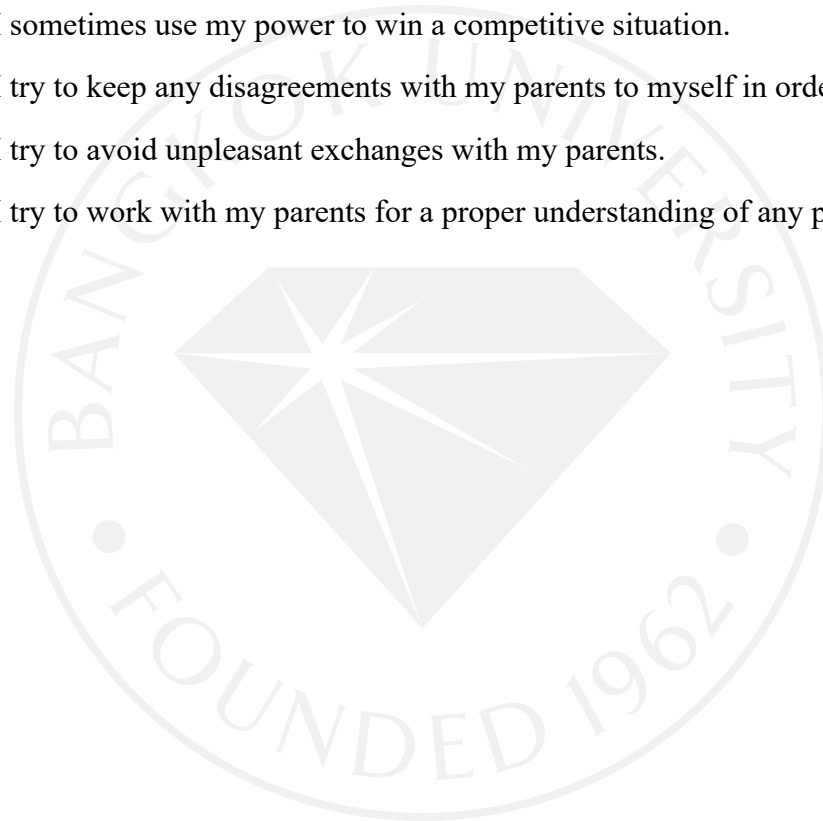 sometimes use my power to win a competitive situation.
try to keep any disagreements with my parents to myself in
try to avoid unpleasant exchanges with my parents.
try to work with my parents for a proper understanding of any
BANGKOK UNIVERSITY
FOUNDED 1962